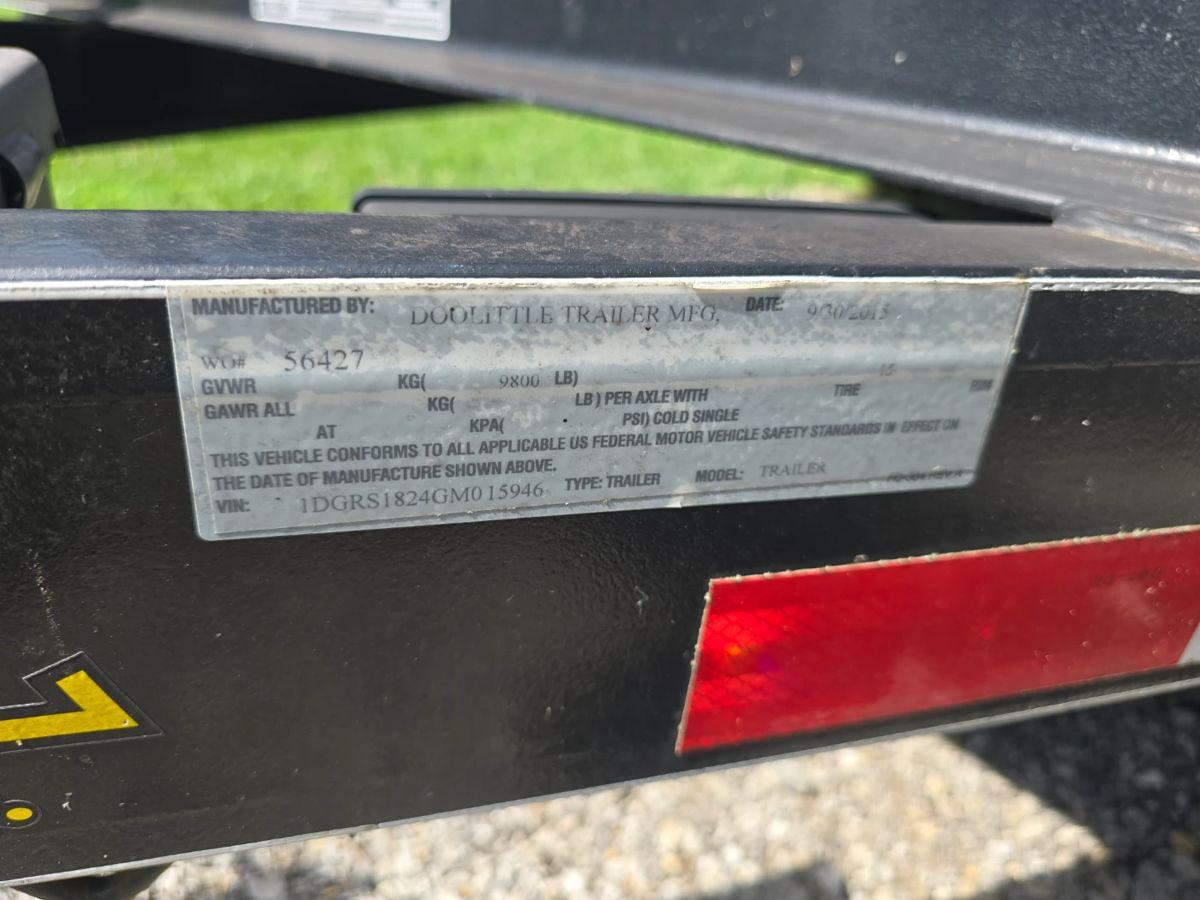 MANUFACTURED BY: DOOLITTLE TRAILER MFG, DATE: 9/30/2015
WO# 56427
GVWR KG( 9800 LB) 15
GAWR ALL KG( LB) PER AXLE WITH TIRE RIM
AT KPA( PSI) COLD SINGLE
THIS VEHICLE CONFORMS TO ALL APPLICABLE US FEDERAL MOTOR VEHICLE SAFETY STANDARDS IN EFFECT ON
THE DATE OF MANUFACTURE SHOWN ABOVE.
VIN: 1DGRS1824GM015946 TYPE: TRAILER MODEL: TRAILER